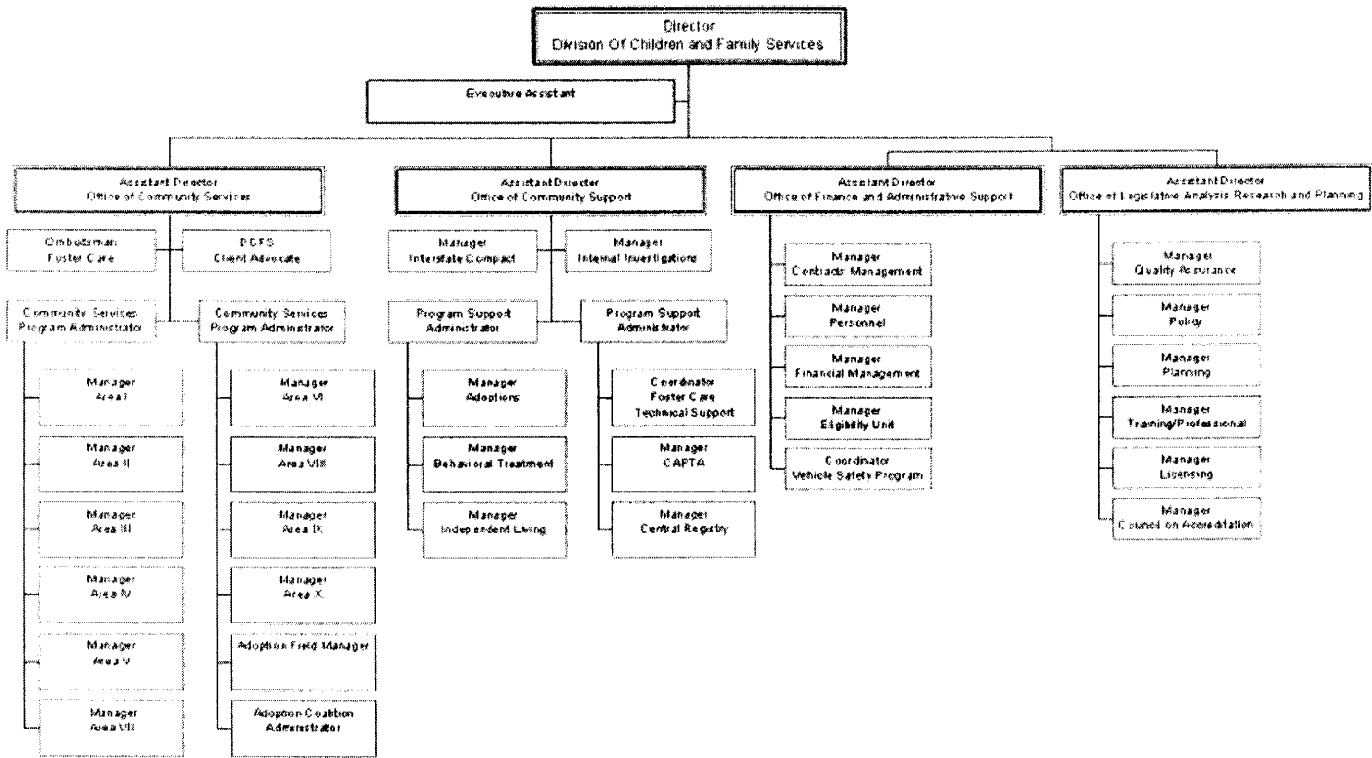 Director
Division Of Children and Family Services
Executive Assistant
Assistant Director
Office of Community Services
Assistant Director
Office of Community Support
Assistant Director
Office of Finance and Administrative Support
Assistant Director
Office of Legislative Analysis Research and Planning
Ombudsman
Foster Care
DCFS
Client Advocate
Community Services
Program Administrator
Community Services
Program Administrator
Manager
Area I
Manager
Area II
Manager
Area III
Manager
Area IV
Manager
Area V
Manager
Area VII
Manager
Area VI
Manager
Area VIII
Manager
Area IX
Manager
Area X
Adoption Field Manager
Adoption Coalition
Administrator
Manager
Interstate Compact
Manager
Internal Investigations
Program Support
Administrator
Program Support
Administrator
Manager
Adoptions
Manager
Behavioral Treatment
Manager
Independent Living
Coordinator
Foster Care
Technical Support
Manager
CAPTA
Manager
Central Registry
Manager
Contracts Management
Manager
Personnel
Manager
Financial Management
Manager
Eligibility Unit
Coordinator
Vehicle Safety Program
Manager
Quality Assurance
Manager
Policy
Manager
Planning
Manager
Training/Professional
Manager
Licensing
Manager
Council on Accreditation